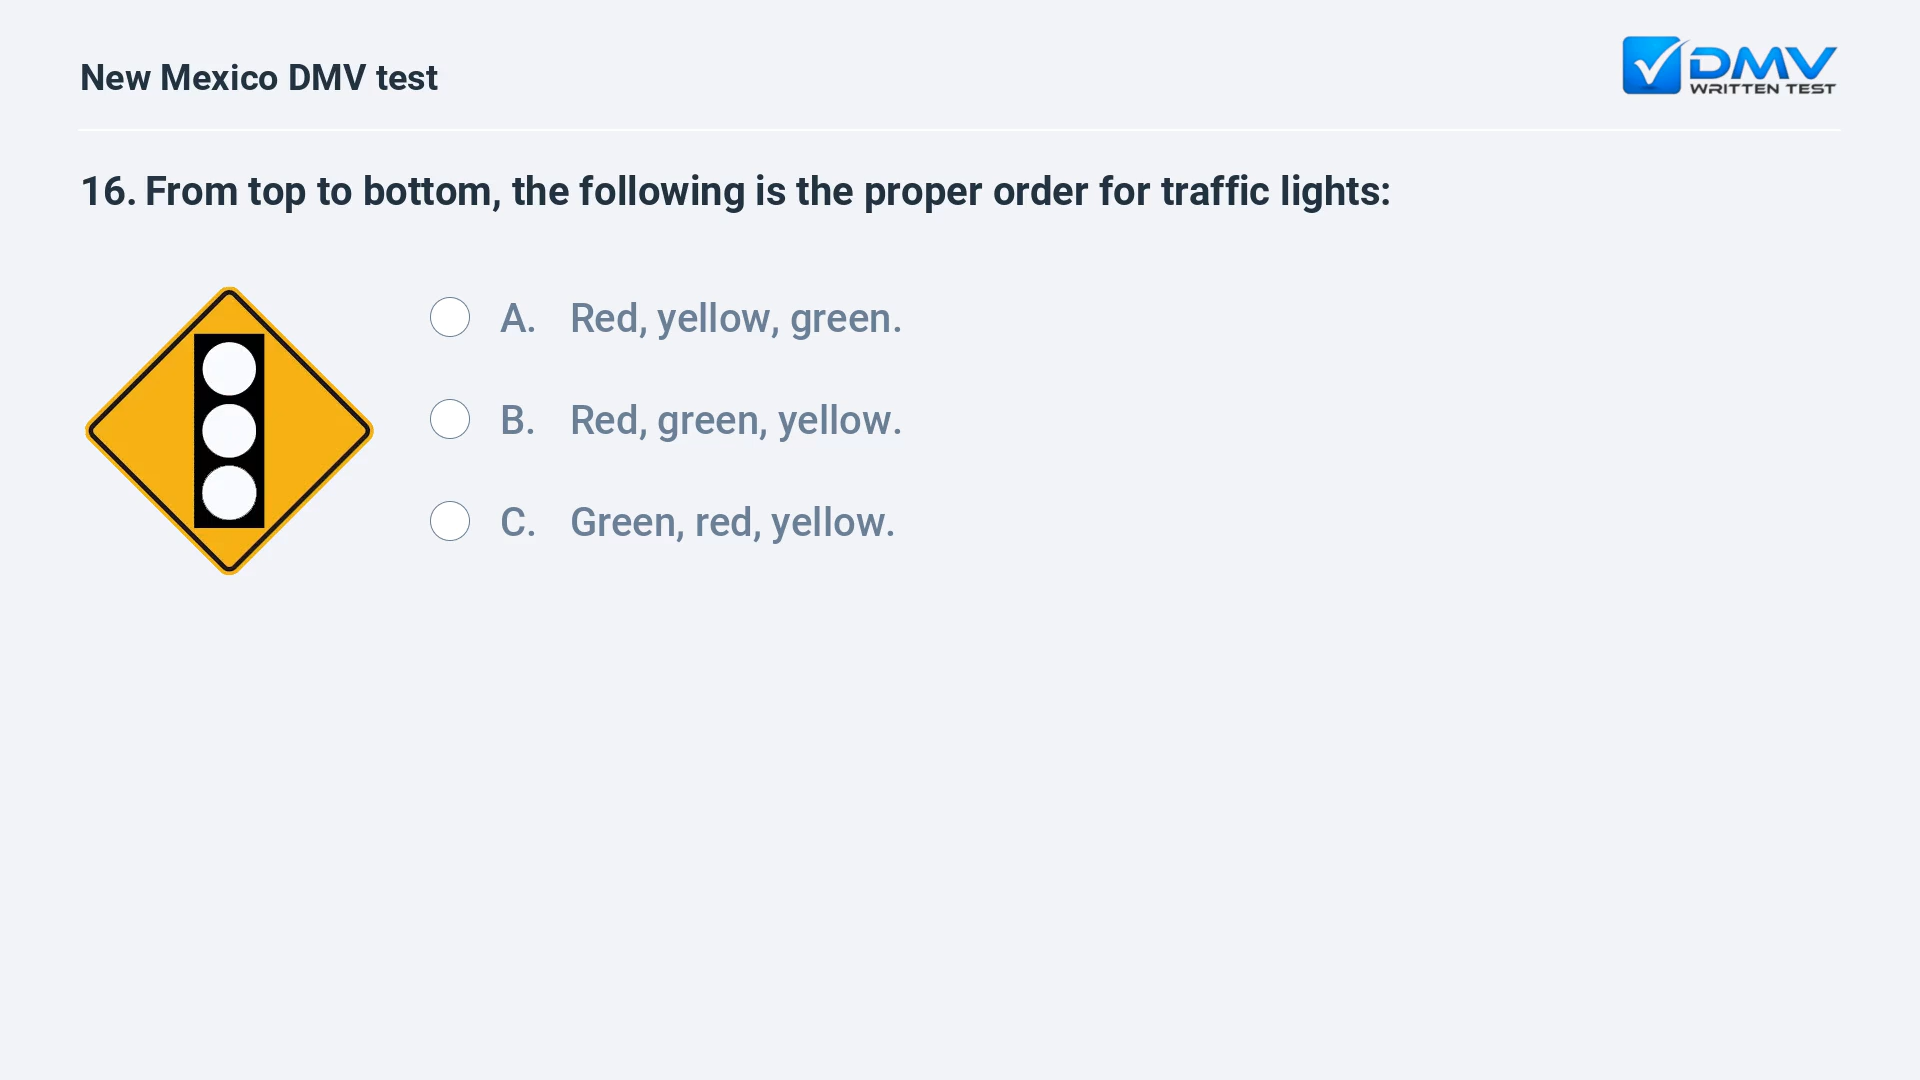 New Mexico DMV test
DMV
WRITTEN TEST
16. From top to bottom, the following is the proper order for traffic lights:
A. Red, yellow, green.
B. Red, green, yellow.
C. Green, red, yellow.